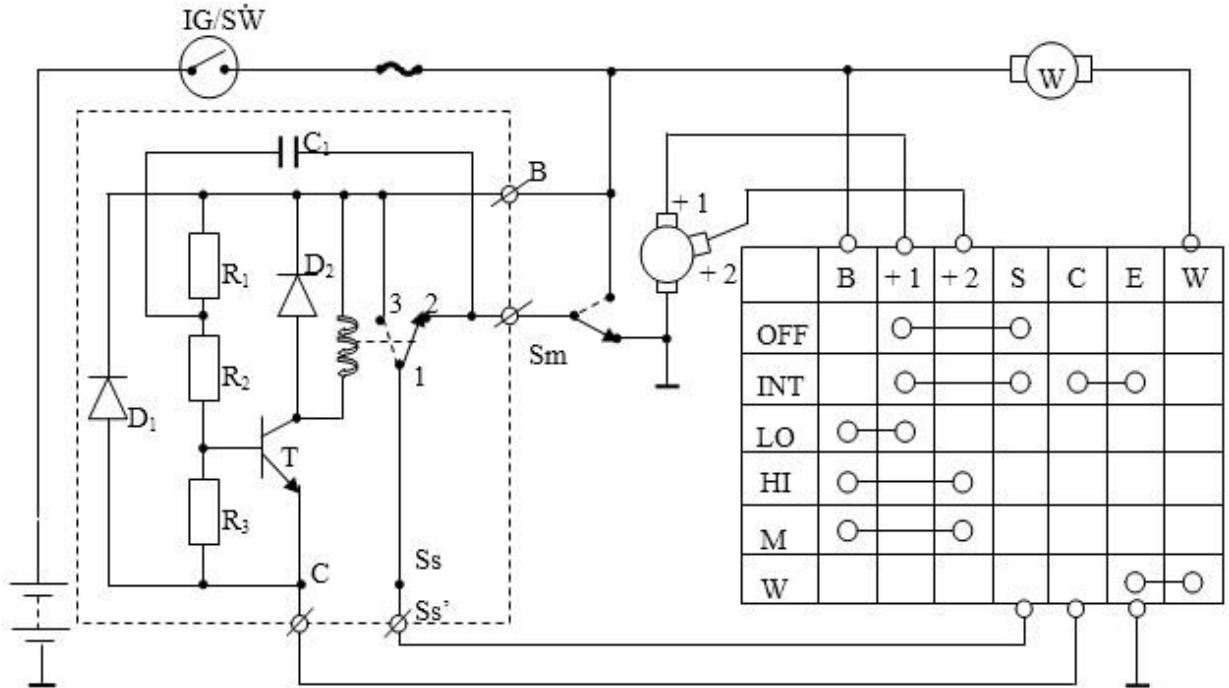 IG/SẆ
W
C₁
B
+ 1
D₂
R₁
3 2
+ 2
B + 1 + 2 S C E W
Sm
OFF
1
INT
R₂
D₁
LO
T
HI
R₃
M
Ss
C
W
Ss’